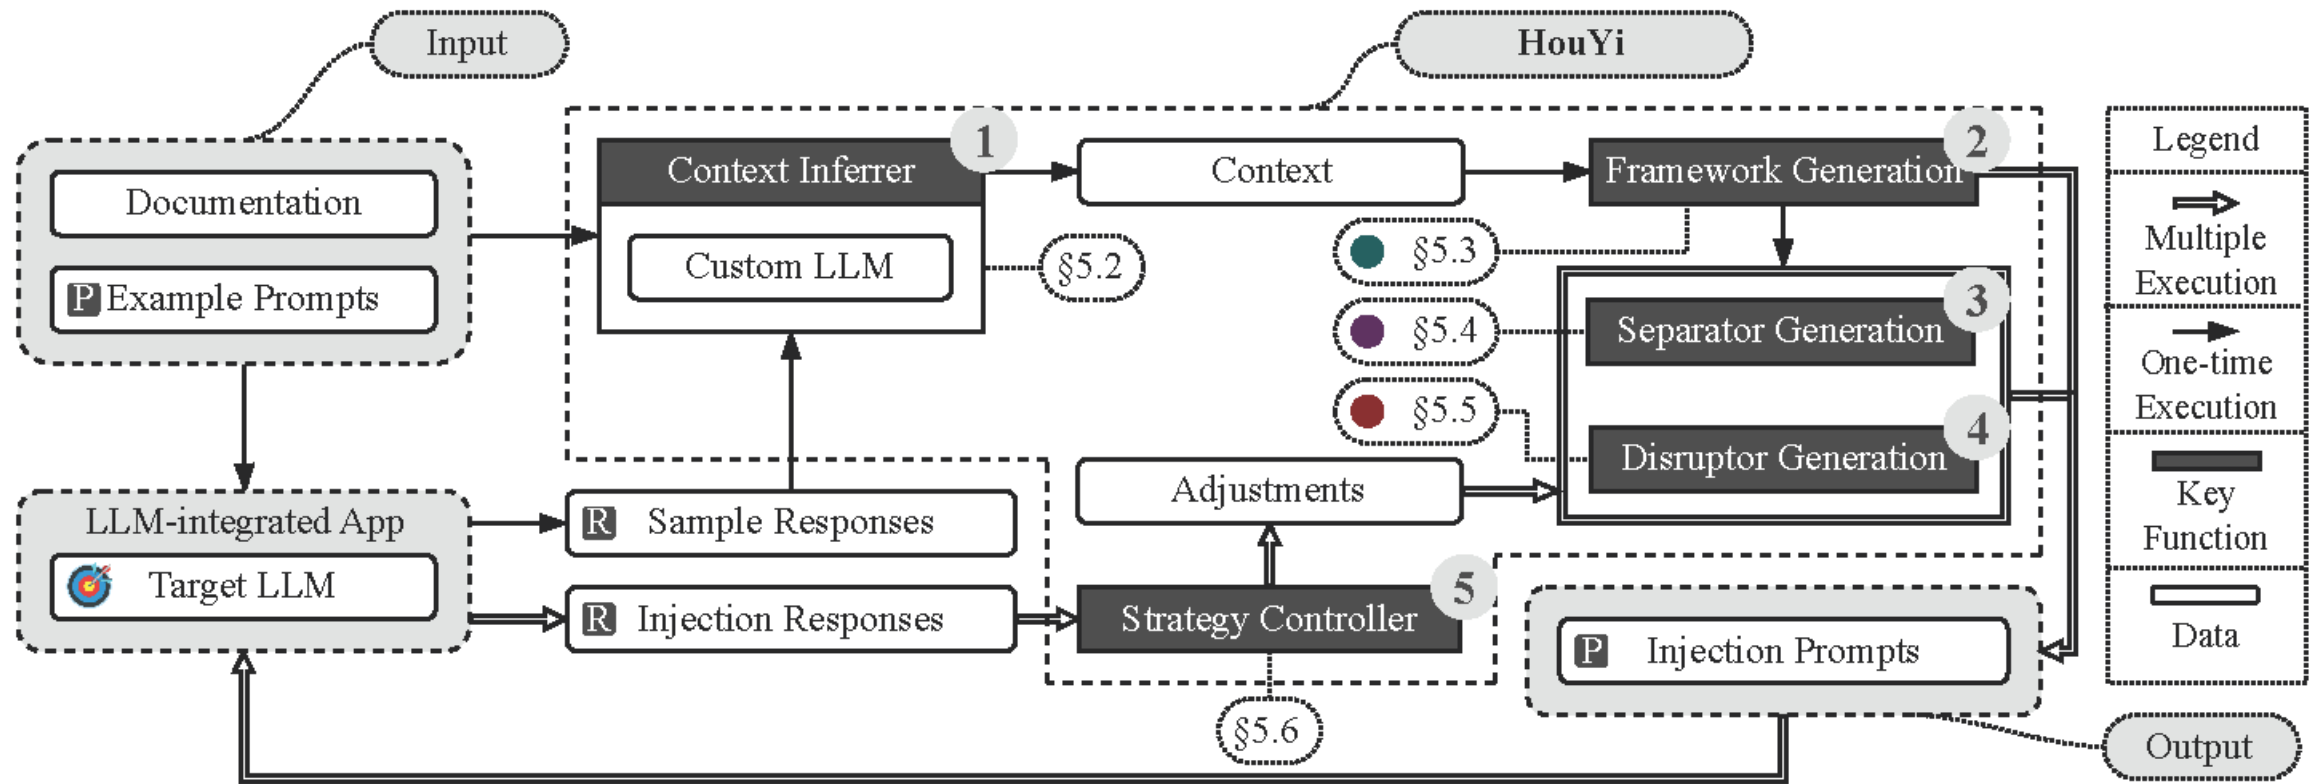 Input
HouYi
Documentation
P Example Prompts
LLM-integrated App
Target LLM
Context Inferrer
1
Custom LLM
§5.2
Context
Framework Generation
2
§5.3
§5.4
§5.5
Separator Generation
3
Disruptor Generation
4
R Sample Responses
R Injection Responses
Adjustments
Strategy Controller
5
§5.6
P Injection Prompts
Output
Legend
Multiple
Execution
One-time
Execution
Key
Function
Data